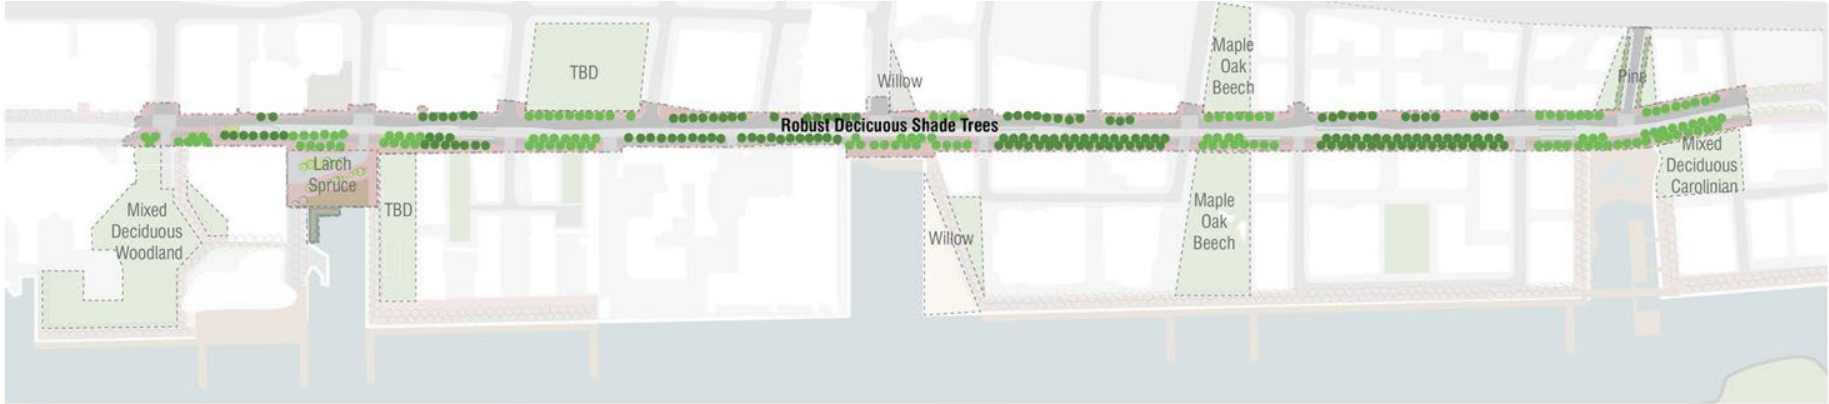 TBD
Willow
Maple
Oak
Beech
Pine
Robust Decicuous Shade Trees
Larch
Spruce
Mixed
Deciduous
Woodland
TBD
Willow
Maple
Oak
Beech
Mixed
Deciduous
Carolinian